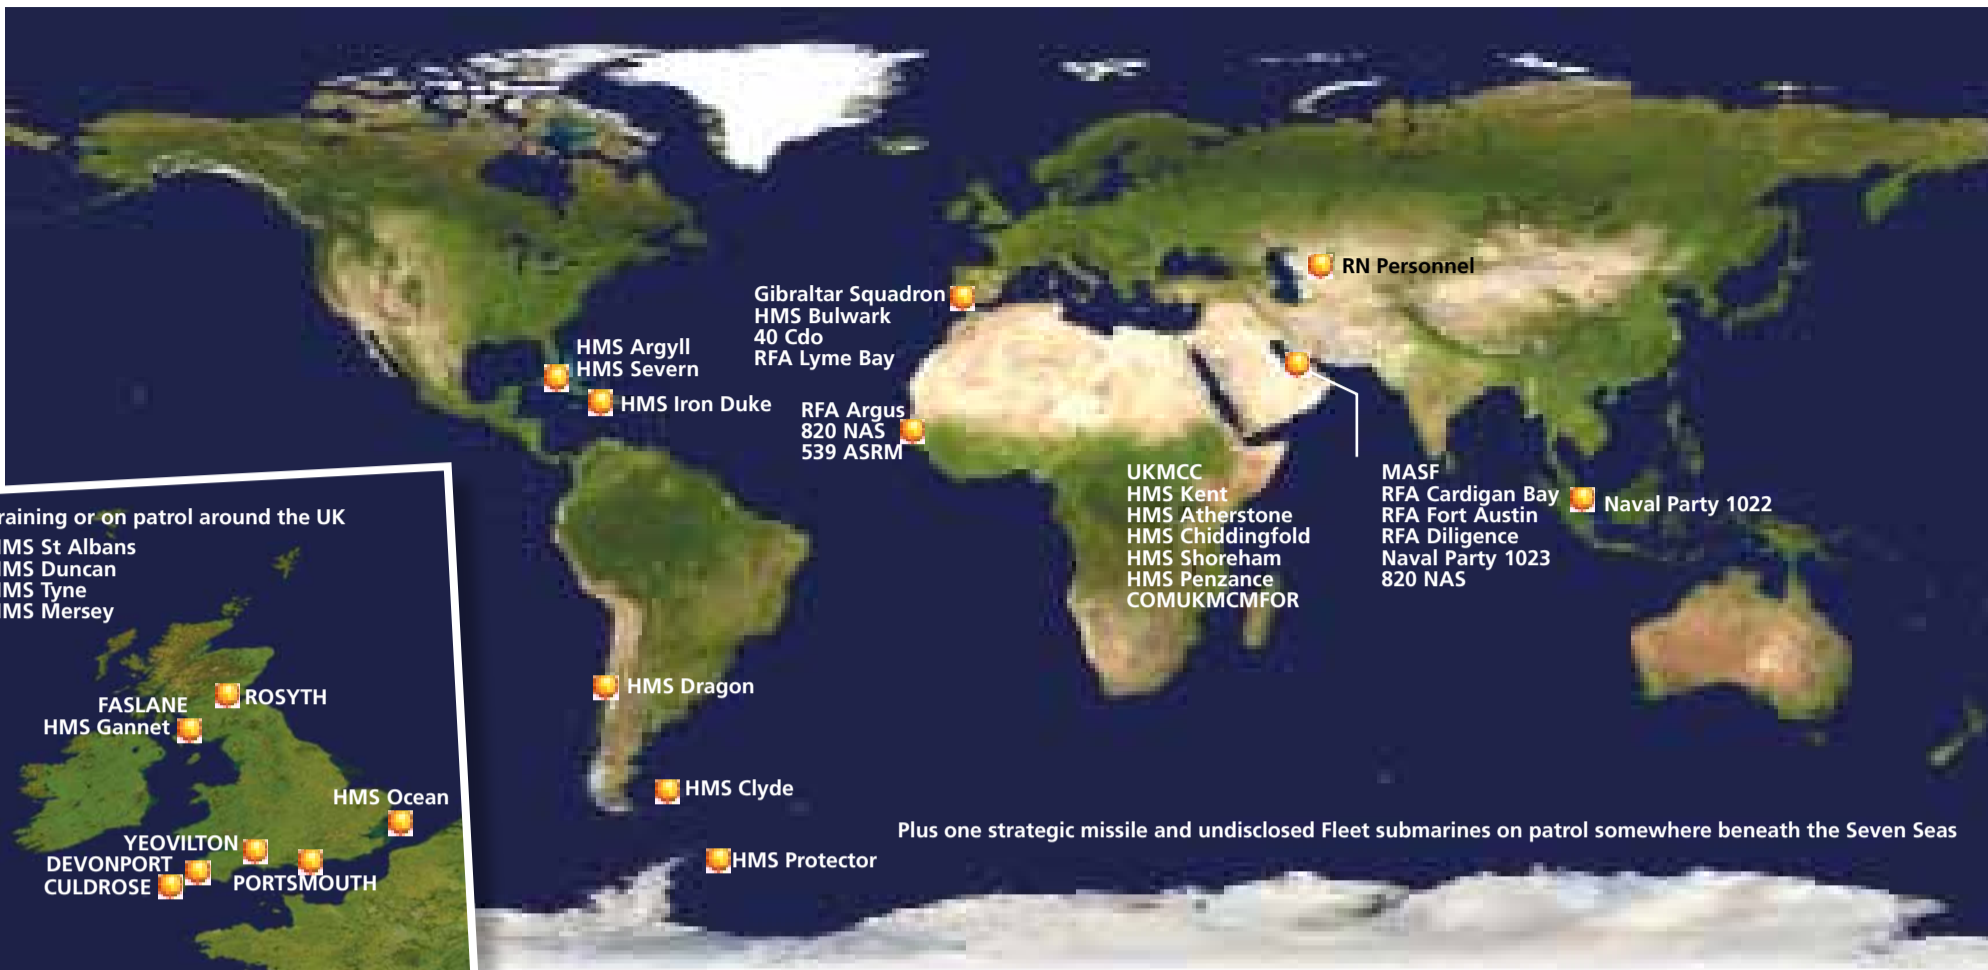 Gibraltar Squadron
HMS Bulwark
40 Cdo
RFA Lyme Bay
RN Personnel
HMS Argyll
HMS Severn
HMS Iron Duke
RFA Argus
820 NAS
539 ASRM
UKMCC
HMS Kent
HMS Atherstone
HMS Chiddingfold
HMS Shoreham
HMS Penzance
COMUKMCMFOR
MASF
RFA Cardigan Bay
RFA Fort Austin
RFA Diligence
Naval Party 1023
820 NAS
Naval Party 1022
HMS Dragon
HMS Clyde
HMS Protector
Plus one strategic missile and undisclosed Fleet submarines on patrol somewhere beneath the Seven Seas
raining or on patrol around the UK
MS St Albans
MS Duncan
MS Tyne
MS Mersey
ROSYTH
FASLANE
HMS Gannet
HMS Ocean
YEOVILTON
DEVONPORT
CULDROSE
PORTSMOUTH